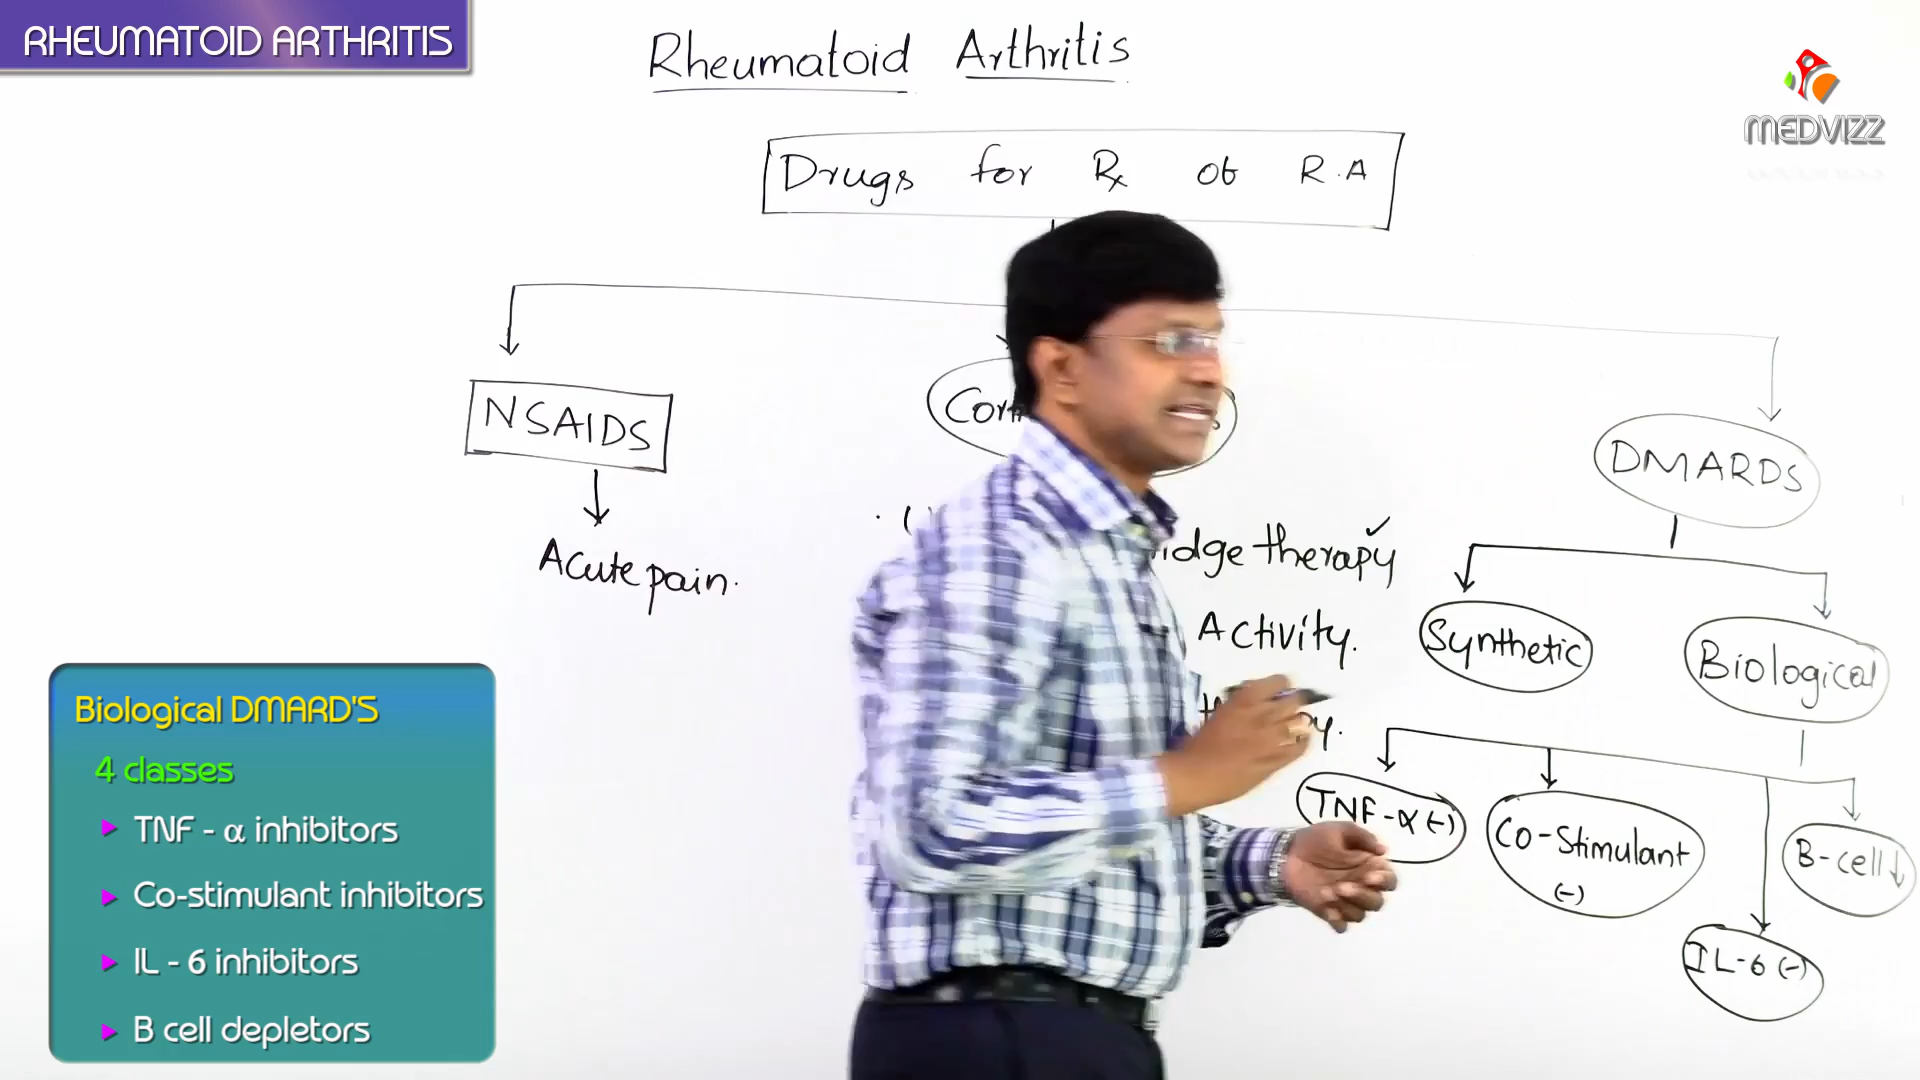 RHEUMATOID ARTHRITIS
Rheumatoid Arthritis
MEDVIZZ
Drugs for Rx of R.A
NSAIDS
DMARDS
Acute pain.
therapy ✓
Activity.
Synthetic
Biological
TNF-α (-)
Co-Stimulant
(-)
B-cell ↓
IL-6 (-)
Biological DMARD'S
4 classes
TNF - α inhibitors
Co-stimulant inhibitors
IL - 6 inhibitors
B cell depletors